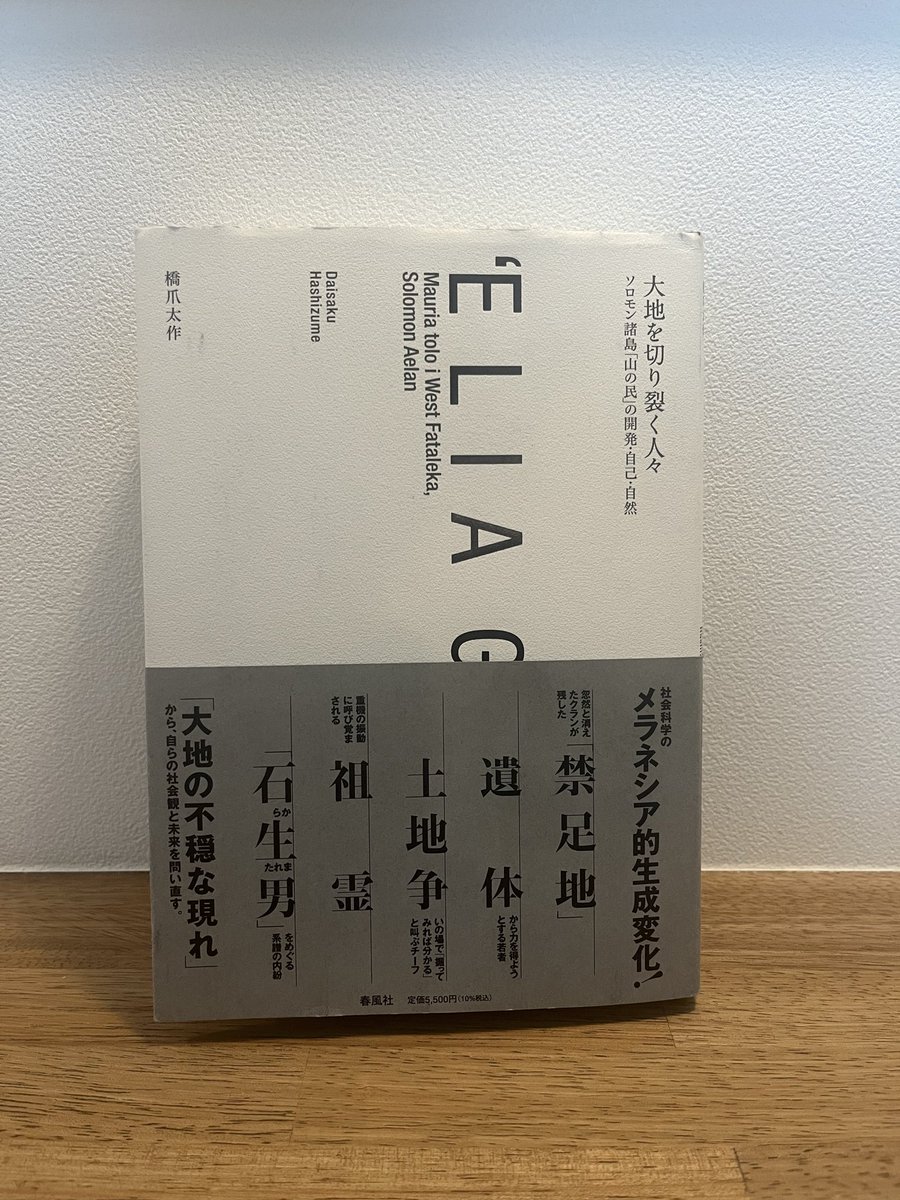 大地を切り裂く人々
ソロモン諸島「山の民」の開発・自己・自然
‘ELIA G
Mauria tolo i West Fataleka,
Solomon Aelan
Daisaku
Hashizume
橋爪太作
社会科学の
メラネシア的生成変化!
忽然と消え
たクランが
残した
「禁足地」
遺体
から力を得よう
とする若者
土地争
いの場で「掘って
みれば分かる」
と叫ぶチーフ
重機の振動
に呼び覚ま
される
祖霊
「石から生まれた男」
をめぐる
系譜の内紛
「大地の不穏な現れ」
から、自らの社会観と未来を問い直す。
春風社 定価5,500円(10%税込)